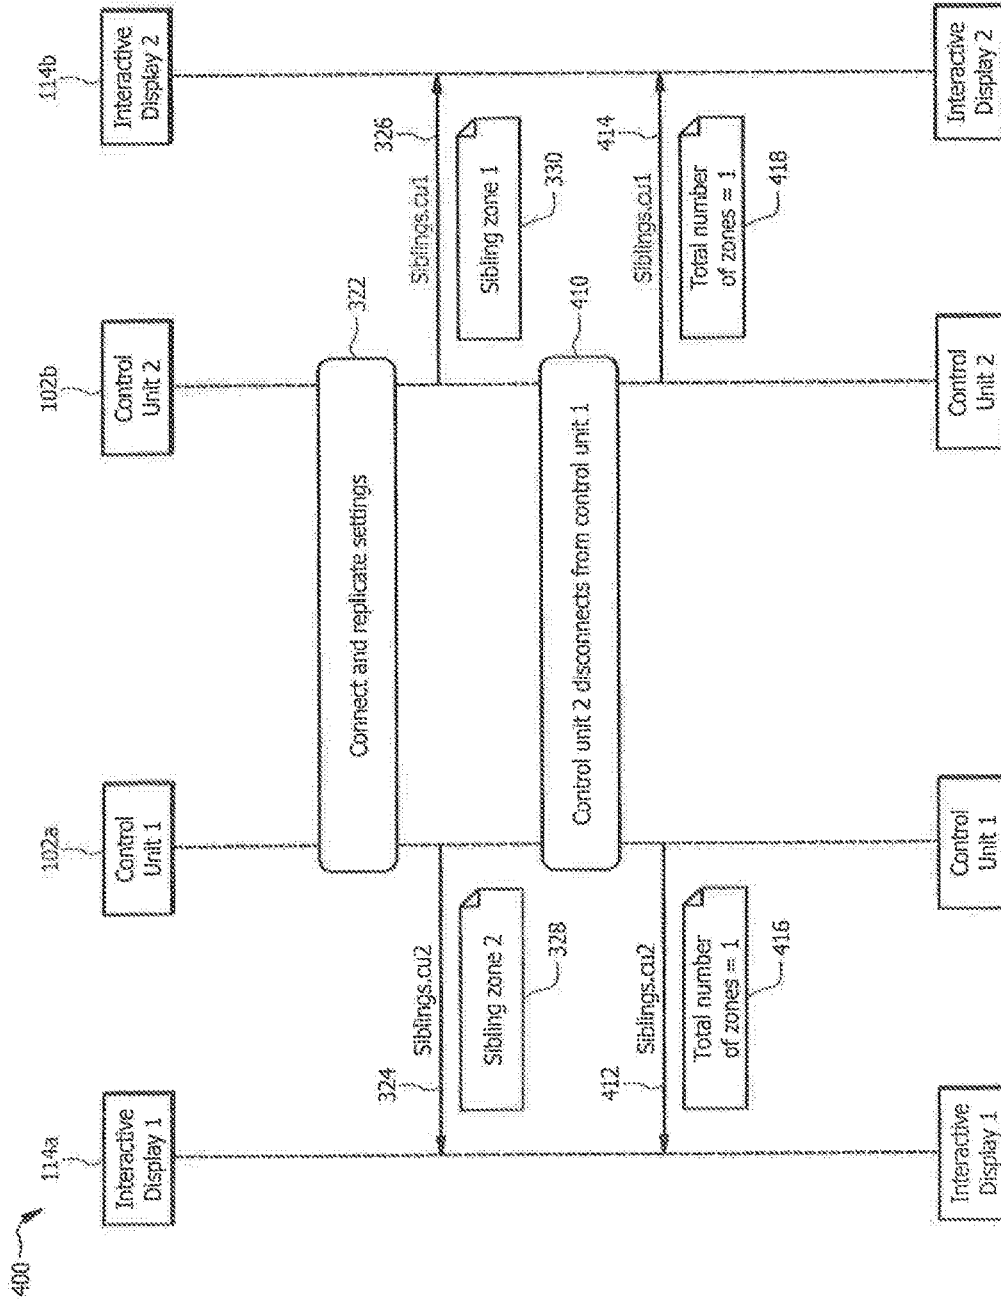 400
114a
102a
102b
114b
Interactive
Display 1
Control
Unit 1
Control
Unit 2
Interactive
Display 2
322
Connect and replicate settings
324
Siblings.cu2
Siblings.cu1
326
Sibling zone 2
328
Sibling zone 1
330
410
Control unit 2 disconnects from control unit 1
412
Siblings.cu2
Siblings.cu1
414
Total number
of zones = 1
416
Total number
of zones = 1
418
Interactive
Display 1
Control
Unit 1
Control
Unit 2
Interactive
Display 2